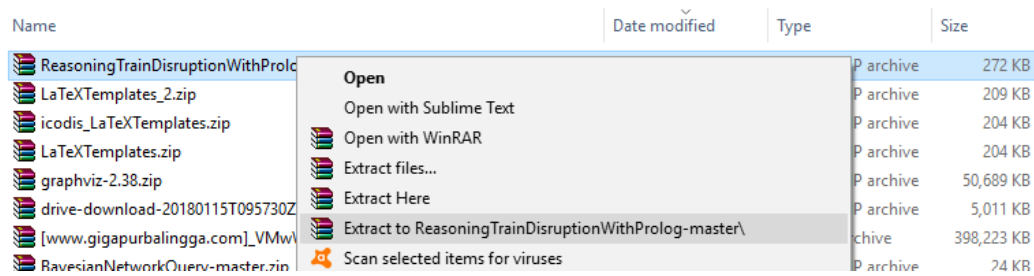 Name Date modified Type Size
ReasoningTrainDisruptionWithProlo P archive 272 KB
LaTeXTemplates_2.zip P archive 209 KB
icodis_LaTeXTemplates.zip P archive 204 KB
LaTeXTemplates.zip P archive 204 KB
graphviz-2.38.zip P archive 50,689 KB
drive-download-20180115T095730Z P archive 5,011 KB
[www.gigapurbalingga.com]_VMw chive 398,223 KB
BayesianNetworkQuery-master.zip P archive 24 KB
Open
Open with Sublime Text
Open with WinRAR
Extract files...
Extract Here
Extract to ReasoningTrainDisruptionWithProlog-master\
Scan selected items for viruses